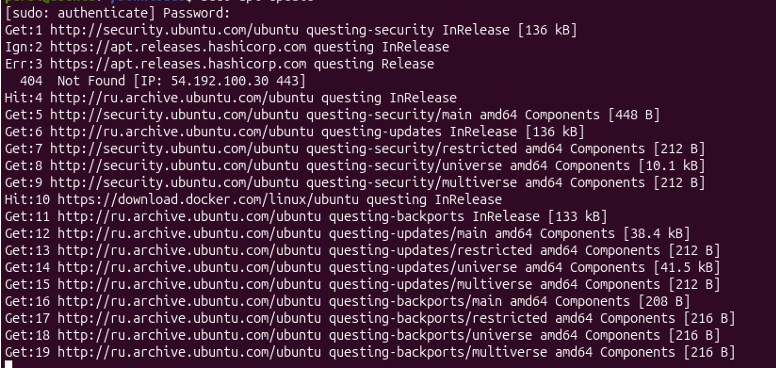 [sudo: authenticate] Password:
Get:1 http://security.ubuntu.com/ubuntu questing-security InRelease [136 kB]
Ign:2 https://apt.releases.hashicorp.com questing InRelease
Err:3 https://apt.releases.hashicorp.com questing Release
  404  Not Found [IP: 54.192.100.30 443]
Hit:4 http://ru.archive.ubuntu.com/ubuntu questing InRelease
Get:5 http://security.ubuntu.com/ubuntu questing-security/main amd64 Components [448 B]
Get:6 http://ru.archive.ubuntu.com/ubuntu questing-updates InRelease [136 kB]
Get:7 http://security.ubuntu.com/ubuntu questing-security/restricted amd64 Components [212 B]
Get:8 http://security.ubuntu.com/ubuntu questing-security/universe amd64 Components [10.1 kB]
Get:9 http://security.ubuntu.com/ubuntu questing-security/multiverse amd64 Components [212 B]
Hit:10 https://download.docker.com/linux/ubuntu questing InRelease
Get:11 http://ru.archive.ubuntu.com/ubuntu questing-backports InRelease [133 kB]
Get:12 http://ru.archive.ubuntu.com/ubuntu questing-updates/main amd64 Components [38.4 kB]
Get:13 http://ru.archive.ubuntu.com/ubuntu questing-updates/restricted amd64 Components [212 B]
Get:14 http://ru.archive.ubuntu.com/ubuntu questing-updates/universe amd64 Components [41.5 kB]
Get:15 http://ru.archive.ubuntu.com/ubuntu questing-updates/multiverse amd64 Components [212 B]
Get:16 http://ru.archive.ubuntu.com/ubuntu questing-backports/main amd64 Components [208 B]
Get:17 http://ru.archive.ubuntu.com/ubuntu questing-backports/restricted amd64 Components [216 B]
Get:18 http://ru.archive.ubuntu.com/ubuntu questing-backports/universe amd64 Components [216 B]
Get:19 http://ru.archive.ubuntu.com/ubuntu questing-backports/multiverse amd64 Components [216 B]